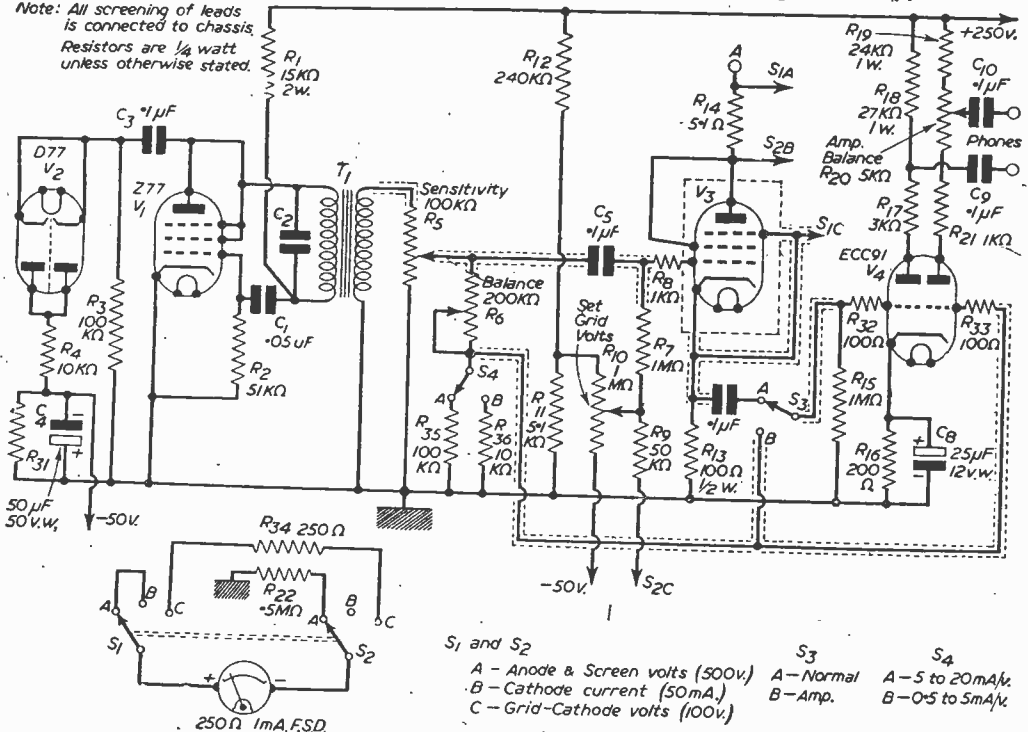 Note: All screening of leads
is connected to chassis
Resistors are ¼ watt
unless otherwise stated.
R1
15KΩ
2w.
R12
240KΩ
A
S1A
R14
5·1Ω
S2B
R19
24KΩ
1w.
+250v.
C10
·1µF
R18
27KΩ
1w.
Phones
Amp.
Balance
R20 5KΩ
C9
·1µF
R17
3KΩ
R21 1KΩ
C3 ·1µF
D77
V2
Z77
V1
C2
T1
Sensitivity
100KΩ
R5
C5
·1µF
V3
S1C
ECC91
V4
R3
100
KΩ
R4
10KΩ
C1
·05uF
R2
51KΩ
Balance
200KΩ
R6
R8
1KΩ
Set
Grid
Volts
R7
1MΩ
R10
1
MΩ
R32
100Ω
R33
100Ω
S4
A
B
R35
100
KΩ
R36
10
KΩ
R11
5·1
KΩ
R9
50
KΩ
·1µF
A
S3
B
R13
100Ω
½ w.
R15
1MΩ
R16
200
Ω
C8
25µF
12v.w.
C4
R31
50µF
50v.w.
-50v.
-50v.
S2C
R34 250Ω
R22
·5MΩ
A
B
C
S1
A
B
C
S2
+
-
250Ω 1mA.F.S.D.
S1 and S2
A – Anode & Screen volts (500v.)
B – Cathode current (50mA.)
C – Grid-Cathode volts (100v.)
S3
A – Normal
B – Amp.
S4
A – 5 to 20mA/v.
B – 0·5 to 5mA/v.